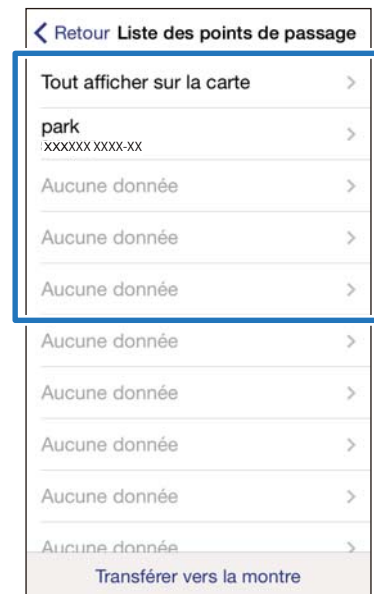 Retour Liste des points de passage
Tout afficher sur la carte
park
XXXXXX XXXX-XX
Aucune donnée
Aucune donnée
Aucune donnée
Aucune donnée
Aucune donnée
Aucune donnée
Aucune donnée
Aucune donnée
Transférer vers la montre